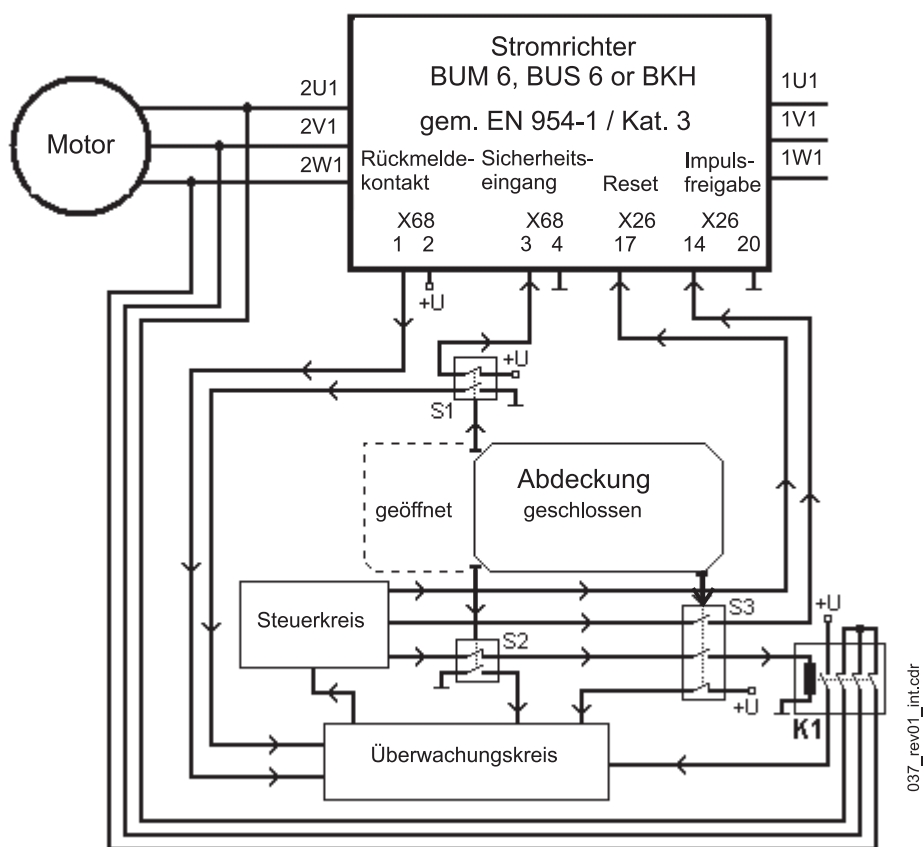 Stromrichter
BUM 6, BUS 6 or BKH
gem. EN 954-1 / Kat. 3
2U1
2V1
2W1
1U1
1V1
1W1
Motor
Rückmelde-
kontakt
Sicherheits-
eingang
Reset
Impuls-
freigabe
X68
X68
X26
X26
1 2
3 4
17
14 20
+U
+U
S1
geöffnet
Abdeckung
geschlossen
Steuerkreis
S2
S3
+U
+U
K1
Überwachungskreis
037_rev01_int.cdr